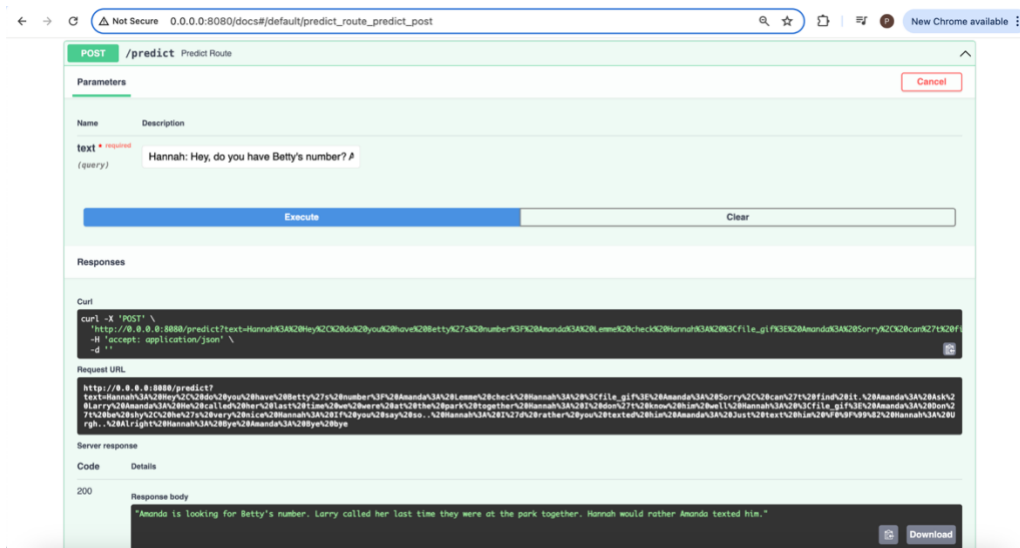 Not Secure 0.0.0.0:8080/docs#/default/predict_route_predict_post
P
New Chrome available
POST /predict Predict Route
Parameters
Cancel
Name Description
text * required
(query)
Hannah: Hey, do you have Betty's number? A
Execute
Clear
Responses
Curl
curl -X 'POST' \
'http://0.0.0.0:8080/predict?text=Hannah%3A%20Hey%2C%20do%20you%20have%20Betty%27s%20number%3F%20Amanda%3A%20Lemme%20check%20Hannah%3A%20%3Cfile_gif%3E%20Amanda%3A%20Sorry%2C%20can%27t%20fi
-H 'accept: application/json' \
-d ''
Request URL
http://0.0.0.0:8080/predict?
text=Hannah%3A%20Hey%2C%20do%20you%20have%20Betty%27s%20number%3F%20Amanda%3A%20Lemme%20check%20Hannah%3A%20%3Cfile_gif%3E%20Amanda%3A%20Sorry%2C%20can%27t%20find%20it.%20Amanda%3A%20Ask%2
0Larry%20Amanda%3A%20He%20called%20her%20last%20time%20we%20were%20at%20the%20park%20together%20Hannah%3A%20I%20don%27t%20know%20him%20well%20Hannah%3A%20%3Cfile_gif%3E%20Amanda%3A%20Don%2
7t%20be%20shy%2C%20he%27s%20very%20nice%20Hannah%3A%20If%20you%20say%20so..%20Hannah%3A%20I%27d%20rather%20you%20texted%20him%20Amanda%3A%20Just%20text%20him%20%F0%9F%99%82%20Hannah%3A%20U
rgh..%20Alright%20Hannah%3A%20Bye%20Amanda%3A%20Bye%20bye
Server response
Code Details
200
Response body
"Amanda is looking for Betty's number. Larry called her last time they were at the park together. Hannah would rather Amanda texted him."
Download